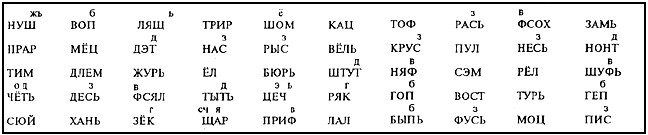 жь б ь ё з в
НУШ ВОП ЛЯЩ ТРИР ШОМ КАЦ ТОФ РАСЬ ФСОХ ЗАМЬ
д з з з з д
ПРАР МЁЦ ДЭТ НАС РЫС ВЁЛЬ КРУС ПУЛ НЕСЬ НОНТ
д в в
ТИМ ДЛЕМ ЖУРЬ ЁЛ БЮРЬ ШТУТ НЯФ СЭМ РЁЛ ШУФЬ
о д з в д э ь г б б
ЧЁТЬ ДЕСЬ ФСЯЛ ТЫТЬ ЦЕЧ РЯК ГОП ВОСТ ТУРЬ ГЕП
г сч я в б з з
СЮЙ ХАНЬ ЗЁК ЩАР ПРИФ ЛАЛ БЫПЬ ФУСЬ МОЦ ПИС